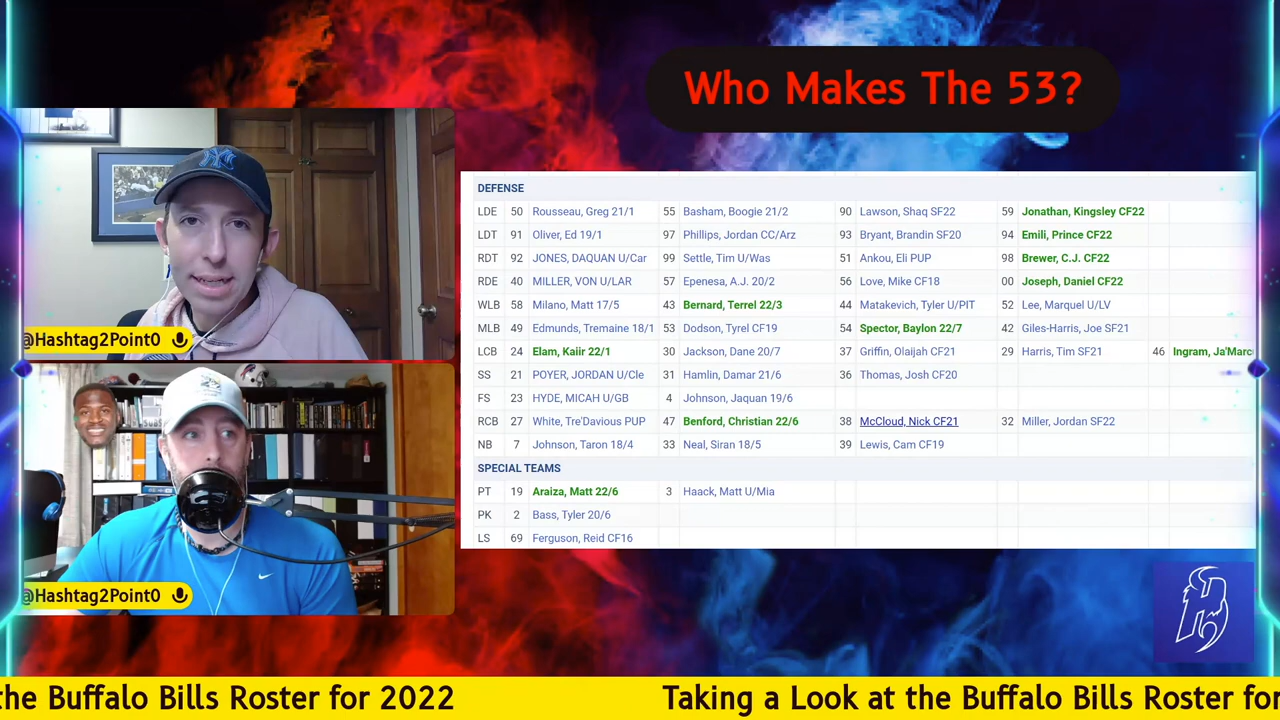 Who Makes The 53?
DEFENSE
LDE 50 Rousseau, Greg 21/1 55 Basham, Boogie 21/2 90 Lawson, Shaq SF22 59 Jonathan, Kingsley CF22
LDT 91 Oliver, Ed 19/1 97 Phillips, Jordan CC/Arz 93 Bryant, Brandin SF20 94 Emili, Prince CF22
RDT 92 JONES, DAQUAN U/Car 99 Settle, Tim U/Was 51 Ankou, Eli PUP 98 Brewer, C.J. CF22
RDE 40 MILLER, VON U/LAR 57 Epenesa, A.J. 20/2 56 Love, Mike CF18 00 Joseph, Daniel CF22
WLB 58 Milano, Matt 17/5 43 Bernard, Terrel 22/3 44 Matakevich, Tyler U/PIT 52 Lee, Marquel U/LV
MLB 49 Edmunds, Tremaine 18/1 53 Dodson, Tyrel CF19 54 Spector, Baylon 22/7 42 Giles-Harris, Joe SF21
LCB 24 Elam, Kaiir 22/1 30 Jackson, Dane 20/7 37 Griffin, Olaijah CF21 29 Harris, Tim SF21 46 Ingram, Ja'Marc
SS 21 POYER, JORDAN U/Cle 31 Hamlin, Damar 21/6 36 Thomas, Josh CF20
FS 23 HYDE, MICAH U/GB 4 Johnson, Jaquan 19/6
RCB 27 White, Tre'Davious PUP 47 Benford, Christian 22/6 38 McCloud, Nick CF21 32 Miller, Jordan SF22
NB 7 Johnson, Taron 18/4 33 Neal, Siran 18/5 39 Lewis, Cam CF19
SPECIAL TEAMS
PT 19 Araiza, Matt 22/6 3 Haack, Matt U/Mia
PK 2 Bass, Tyler 20/6
LS 69 Ferguson, Reid CF16
@Hashtag2Point0
@Hashtag2Point0
the Buffalo Bills Roster for 2022 Taking a Look at the Buffalo Bills Roster for